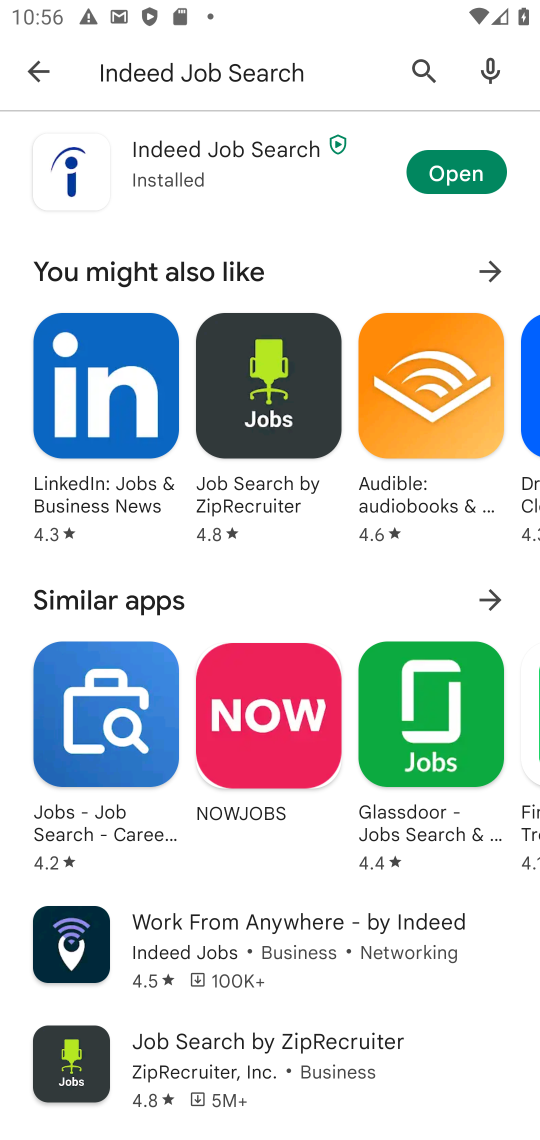 10:56
Indeed Job Search
Indeed Job Search
Installed
Open
You might also like
in
Jobs
LinkedIn: Jobs &
Business News
4.3★
Job Search by
ZipRecruiter
4.8★
Audible:
audiobooks & ...
4.6★
Dr
Cl
4.3
Similar apps
NOW
Jobs
Jobs - Job
Search - Caree...
4.2★
NOWJOBS
Glassdoor -
Jobs Search & ...
4.4★
Fin
Tr
4.1
Work From Anywhere - by Indeed
Indeed Jobs • Business • Networking
4.5★ 100K+
Jobs
Job Search by ZipRecruiter
ZipRecruiter, Inc. • Business
4.8★ 5M+